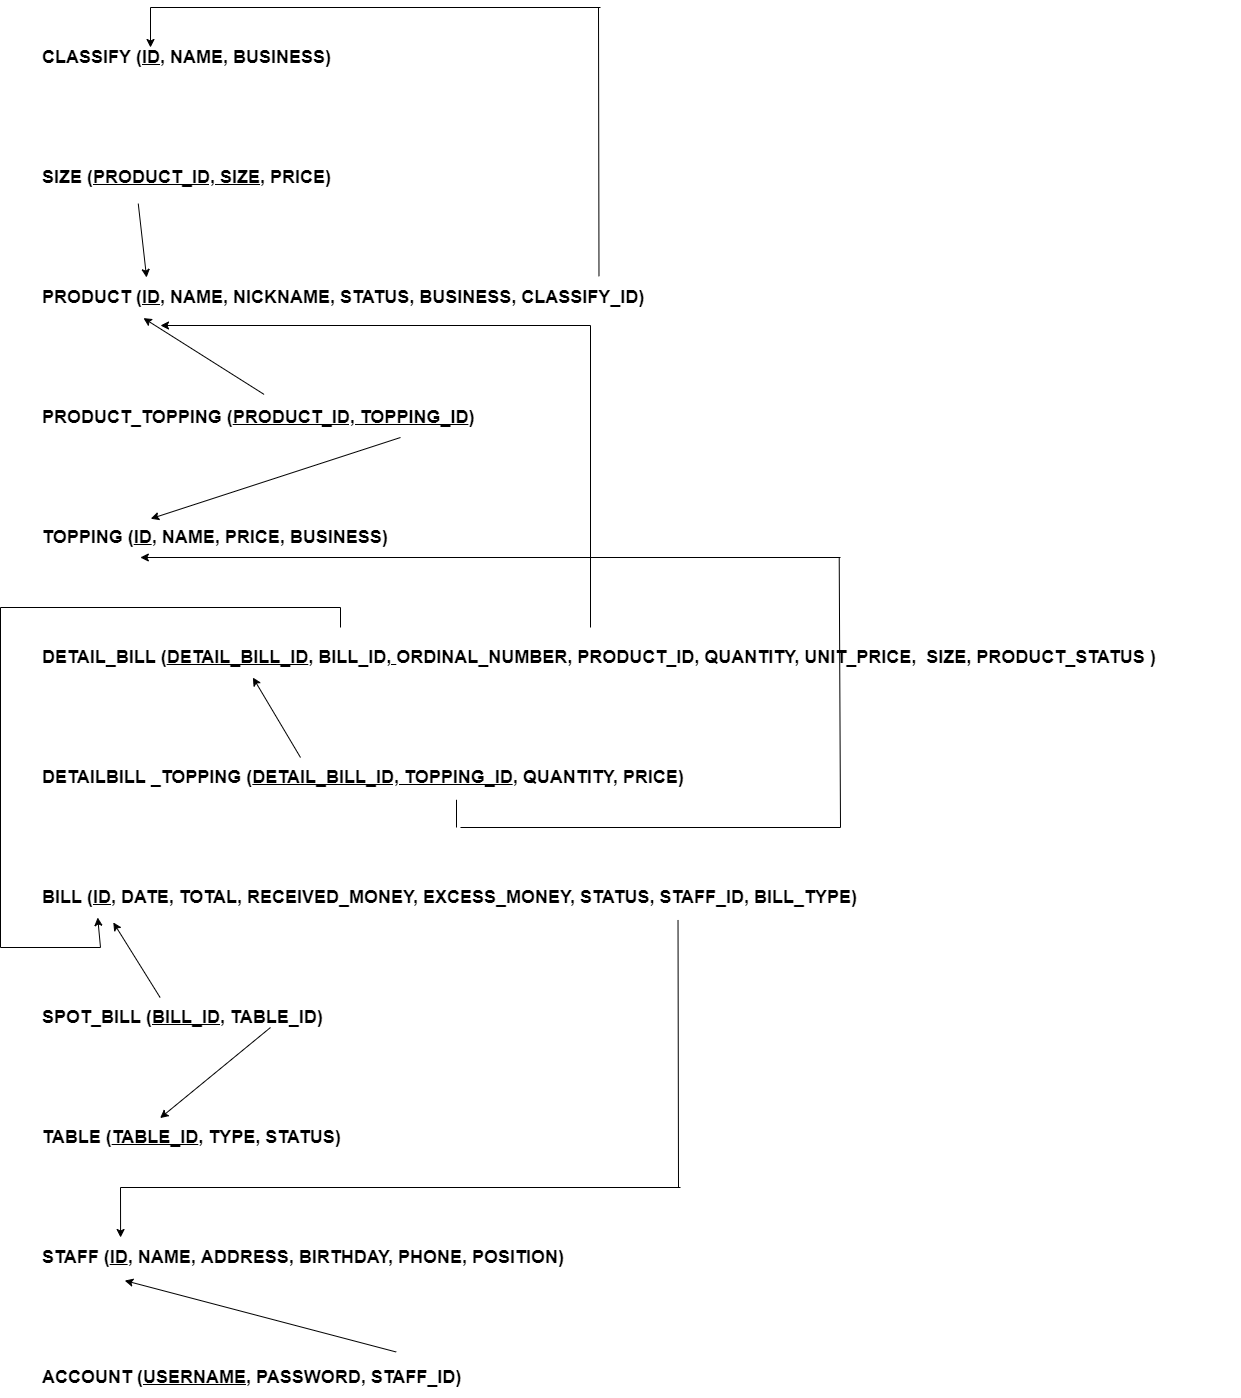 CLASSIFY (ID, NAME, BUSINESS)
SIZE (PRODUCT_ID, SIZE, PRICE)
PRODUCT (ID, NAME, NICKNAME, STATUS, BUSINESS, CLASSIFY_ID)
PRODUCT_TOPPING (PRODUCT_ID, TOPPING_ID)
TOPPING (ID, NAME, PRICE, BUSINESS)
DETAIL_BILL (DETAIL_BILL_ID, BILL_ID, ORDINAL_NUMBER, PRODUCT_ID, QUANTITY, UNIT_PRICE,  SIZE, PRODUCT_STATUS )
DETAILBILL _TOPPING (DETAIL_BILL_ID, TOPPING_ID, QUANTITY, PRICE)
BILL (ID, DATE, TOTAL, RECEIVED_MONEY, EXCESS_MONEY, STATUS, STAFF_ID, BILL_TYPE)
SPOT_BILL (BILL_ID, TABLE_ID)
TABLE (TABLE_ID, TYPE, STATUS)
STAFF (ID, NAME, ADDRESS, BIRTHDAY, PHONE, POSITION)
ACCOUNT (USERNAME, PASSWORD, STAFF_ID)